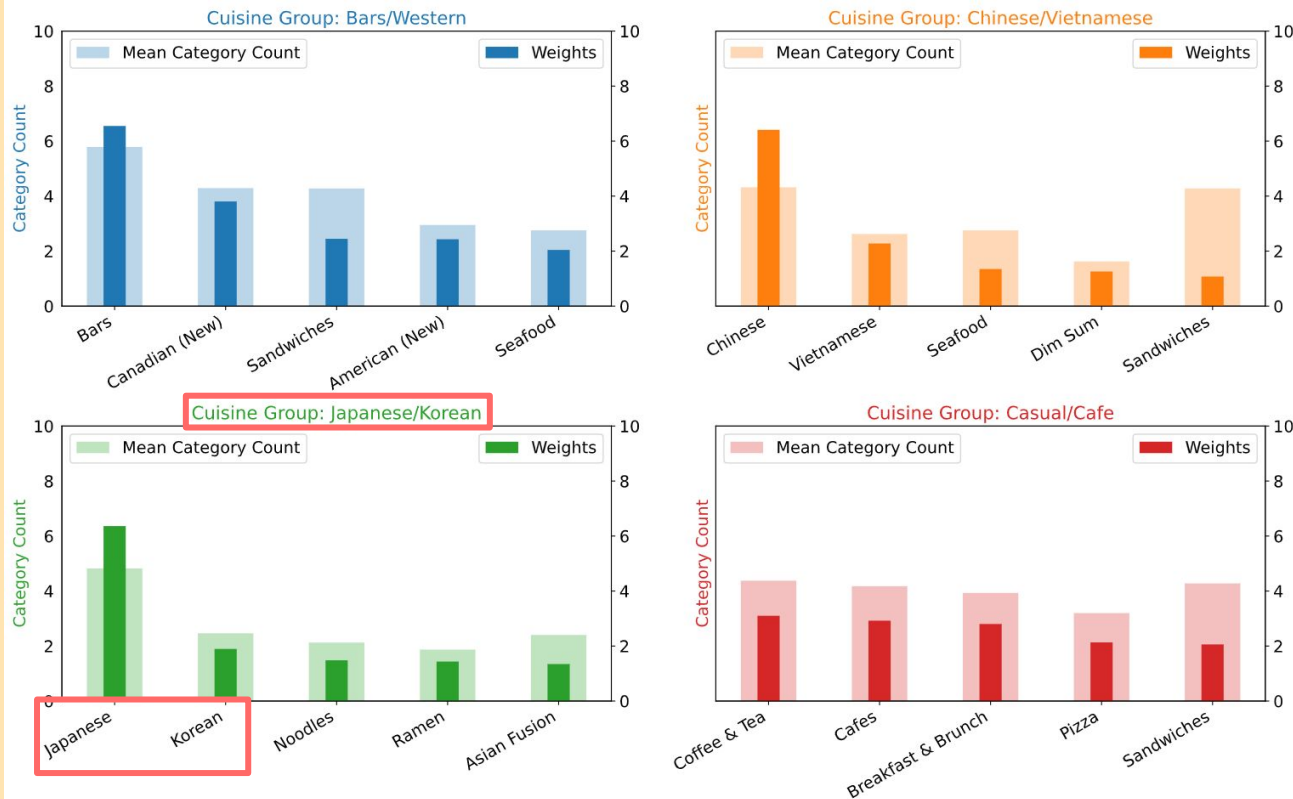 Cuisine Group: Bars/Western
Mean Category Count
Weights
Category Count
10
8
6
4
2
0
10
8
6
4
2
0
Bars
Canadian (New)
Sandwiches
American (New)
Seafood
Cuisine Group: Chinese/Vietnamese
Mean Category Count
Weights
Category Count
10
8
6
4
2
0
Chinese
Vietnamese
Seafood
Dim Sum
Sandwiches
Cuisine Group: Japanese/Korean
Mean Category Count
Weights
Category Count
10
8
6
4
2
0
10
8
6
4
2
0
Japanese
Korean
Noodles
Ramen
Asian Fusion
Cuisine Group: Casual/Cafe
Mean Category Count
Weights
Category Count
10
8
6
4
2
0
Coffee & Tea
Cafes
Breakfast & Brunch
Pizza
Sandwiches